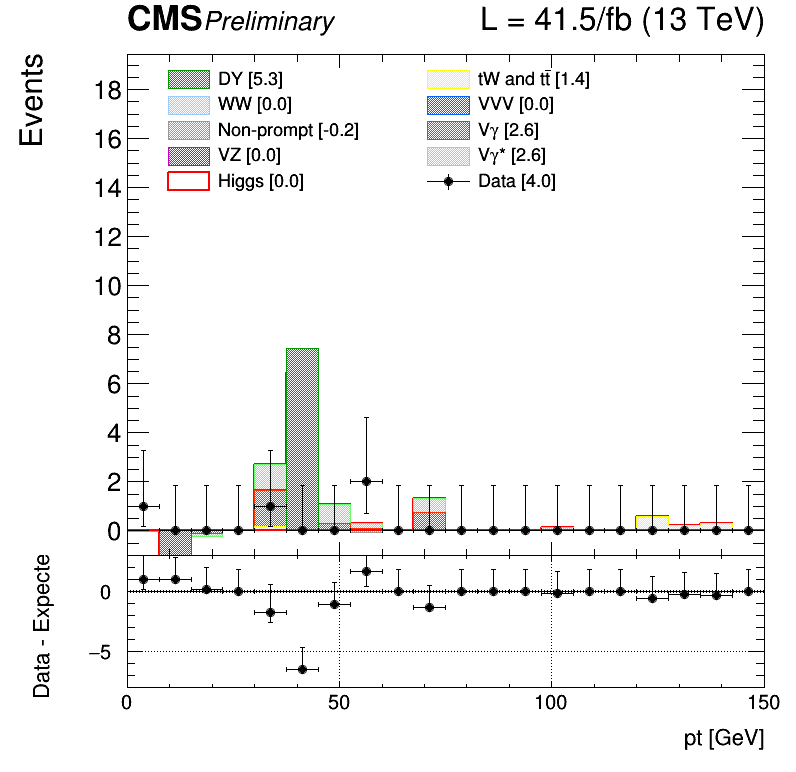 CMS Preliminary L = 41.5/fb (13 TeV)
Events
DY [5.3]
WW [0.0]
Non-prompt [-0.2]
VZ [0.0]
Higgs [0.0]
tW and tt̄ [1.4]
VVV [0.0]
Vγ [2.6]
Vγ* [2.6]
Data [4.0]
18
16
14
12
10
8
6
4
2
0
Data - Expecte
0
−5
0 50 100 150
pt [GeV]